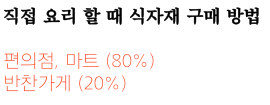 직접 요리 할 때 식자재 구매 방법
편의점, 마트 (80%)
반찬가게 (20%)